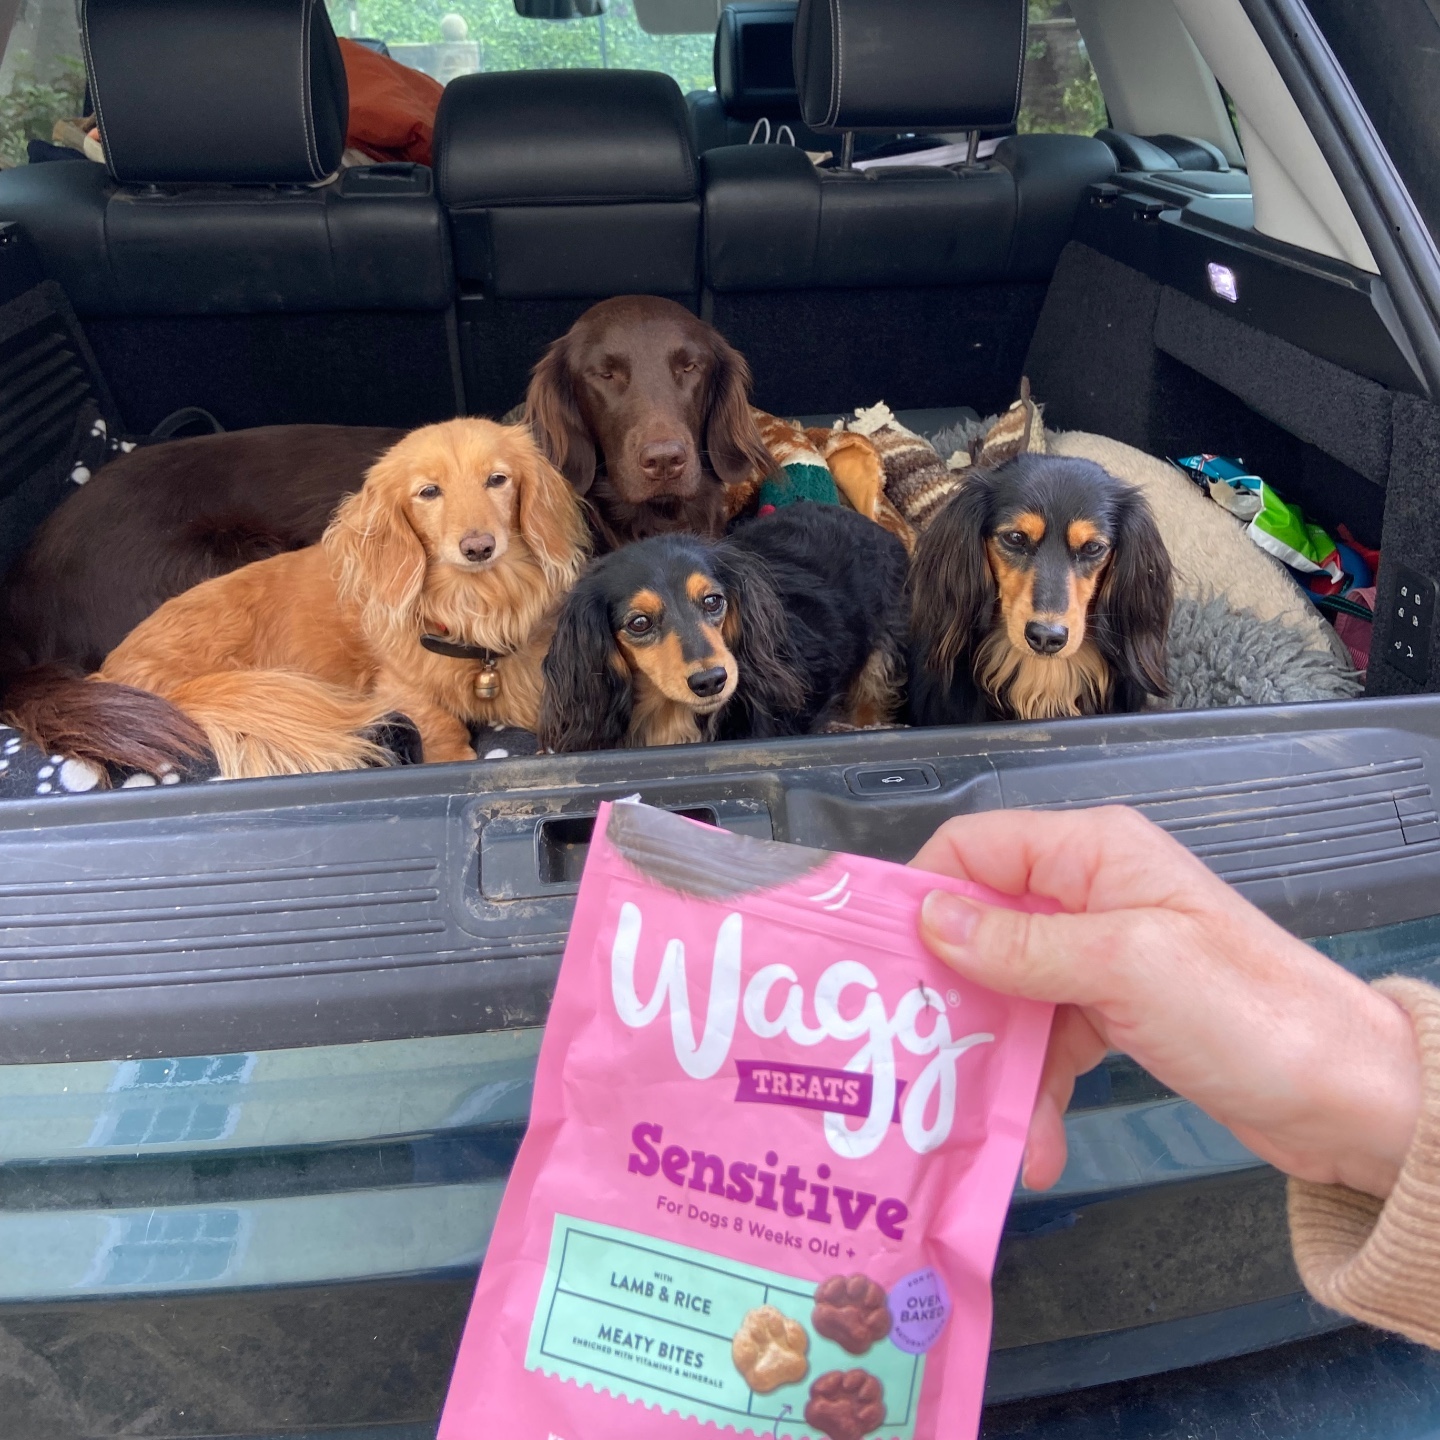 Wagg®
TREATS
Sensitive
For Dogs 8 Weeks Old +
WITH
LAMB & RICE
MEATY BITES
ENRICHED WITH VITAMINS & MINERALS
OVEN
BAKED